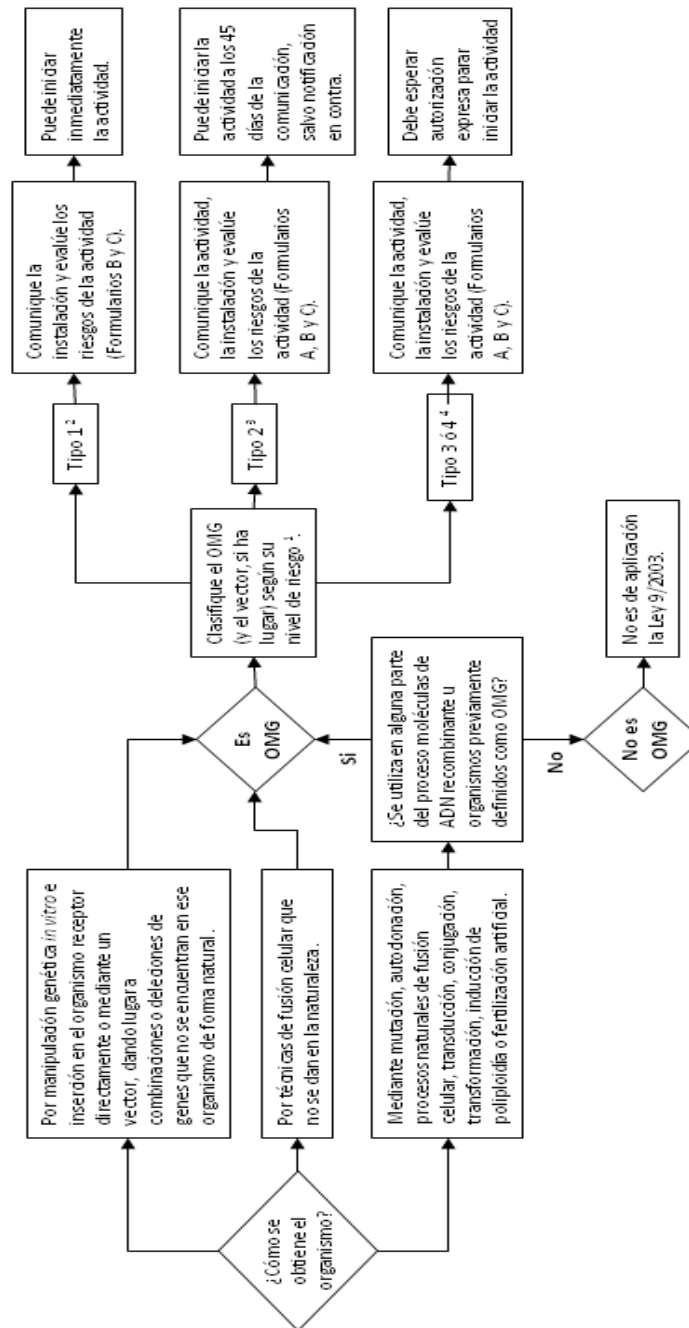 ¿Cómo se
obtiene el
organismo?
Por manipulación genética in vitro e
inserción en el organismo receptor
directamente o mediante un
vector, dando lugar a
combinaciones o deleciones de
genes que no se encuentran en ese
organismo de forma natural.
Por técnicas de fusión celular que
no se dan en la naturaleza.
Mediante mutación, autoclonación,
procesos naturales de fusión
celular, transducción, conjugación,
transformación, inducción de
poliploidía o fertilización artificial.
Es
OMG
Si
¿Se utiliza en alguna parte
del proceso moléculas de
ADN recombinante u
organismos previamente
definidos como OMG?
No
No es
OMG
No es de aplicación
la Ley 9/2003.
Clasifique el OMG
(y el vector, si ha
lugar) según su
nivel de riesgo ¹.
Tipo 1 ²
Comunique la
instalación y evalúe los
riesgos de la actividad
(Formularios B y C).
Puede iniciar
inmediatamente
la actividad.
Tipo 2 ³
Comunique la actividad,
la instalación y evalúe
los riesgos de la
actividad (Formularios
A, B y C).
Puede iniciar la
actividad a los 45
días de la
comunicación,
salvo notificación
en contra.
Tipo 3 ó 4 ⁴
Comunique la actividad,
la instalación y evalúe
los riesgos de la
actividad (Formularios
A, B y C).
Debe esperar
autorización
expresa parar
iniciar la actividad